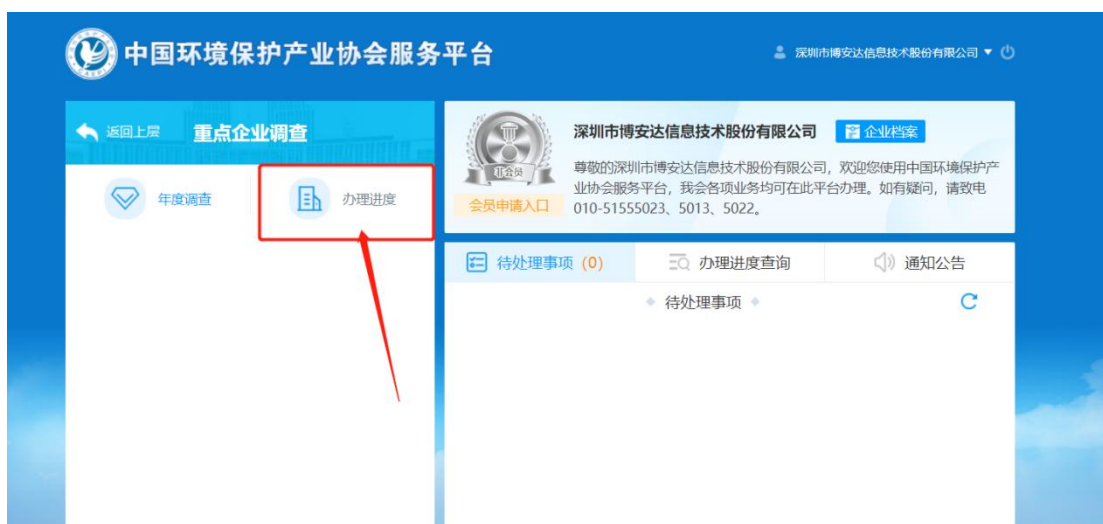 中国环境保护产业协会服务平台
深圳市博安达信息技术股份有限公司
返回上层
重点企业调查
年度调查
办理进度
非会员
会员申请入口
深圳市博安达信息技术股份有限公司
企业档案
尊敬的深圳市博安达信息技术股份有限公司，欢迎您使用中国环境保护产
业协会服务平台，我会各项业务均可在此平台办理。如有疑问，请致电
010-51555023、5013、5022。
待处理事项 (0)
办理进度查询
通知公告
待处理事项